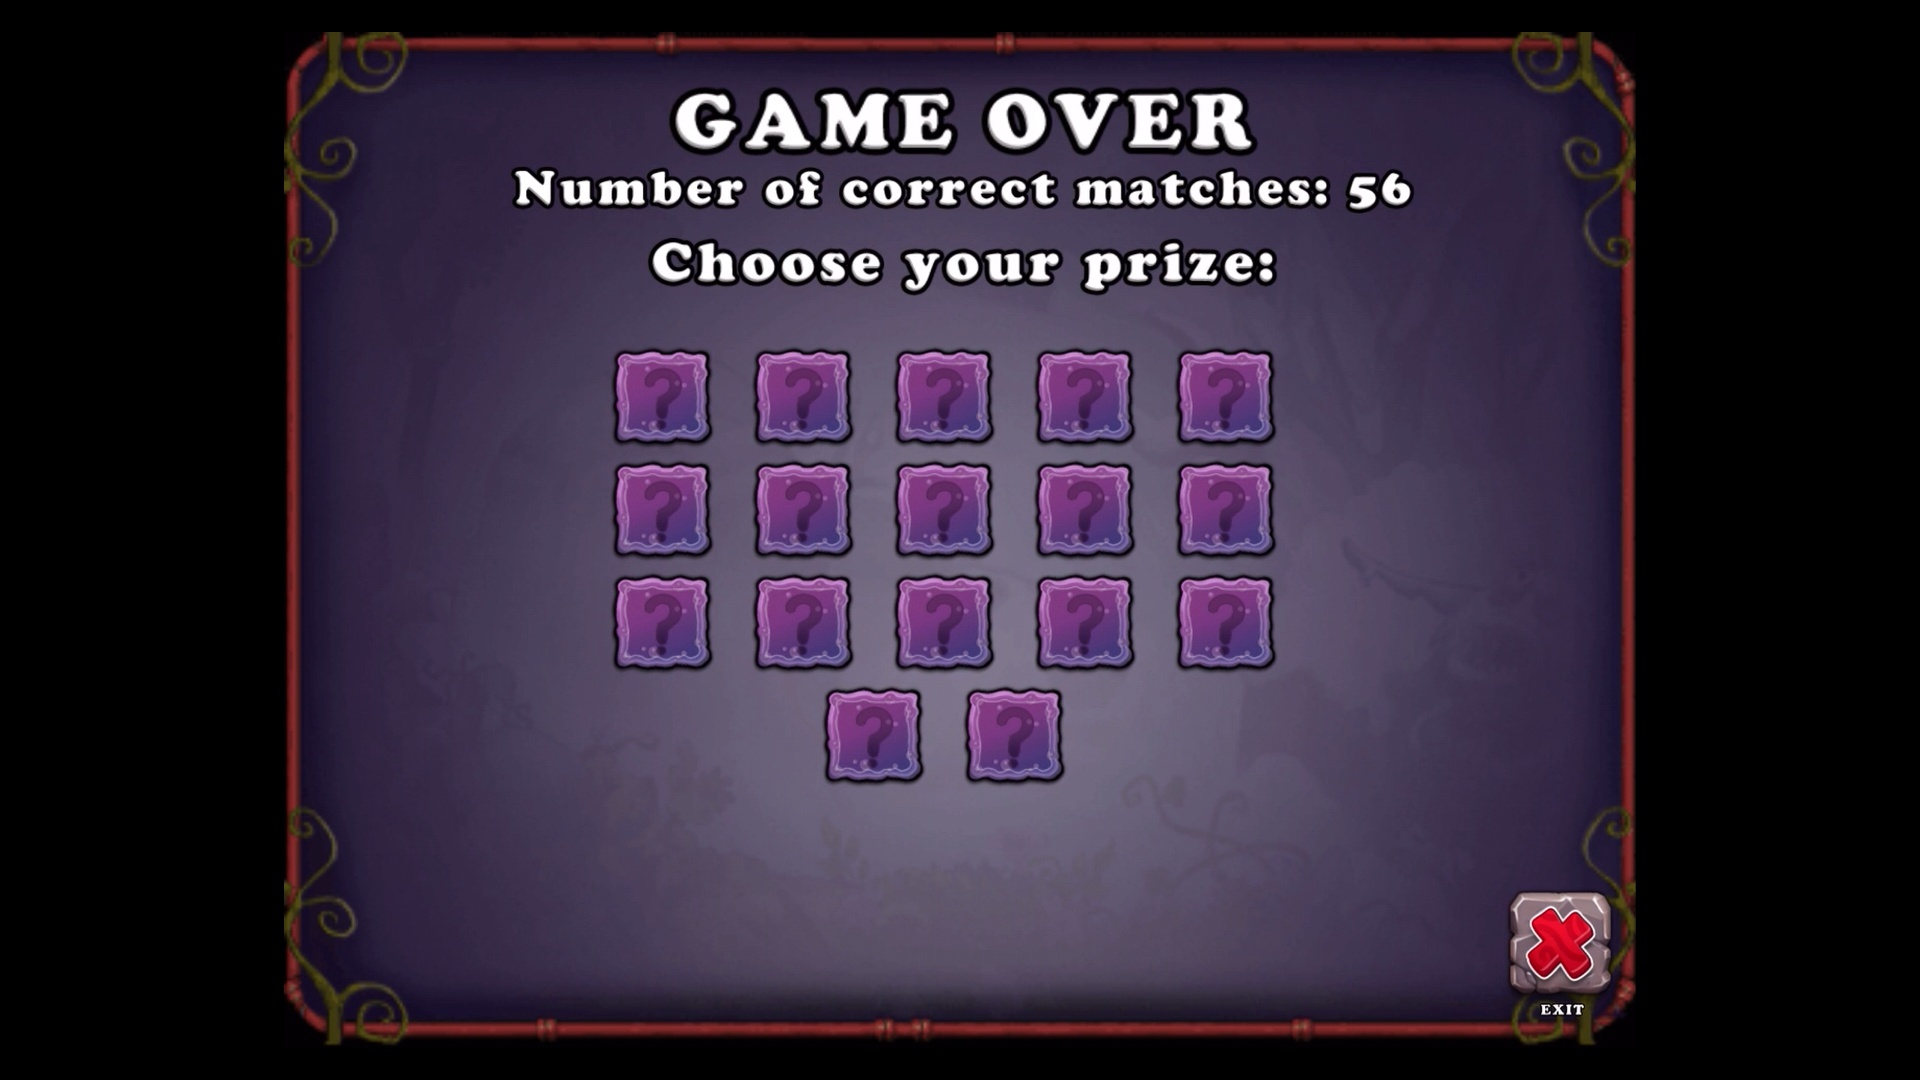 GAME OVER
Number of correct matches: 56
Choose your prize:
? ? ? ? ?
? ? ? ? ?
? ? ? ? ?
? ?
EXIT